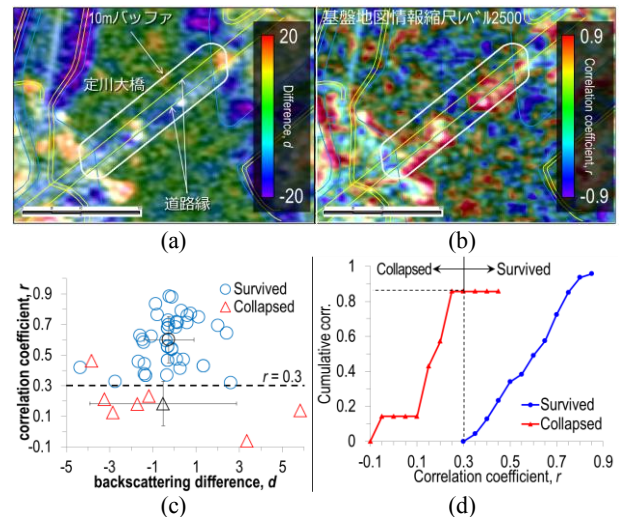 10mバッファ
定川大橋
道路縁
20
Difference, d
-20
(a)
基盤地図情報縮尺ﾚﾍﾞﾙ2500
0.9
Correlation coefficient, r
-0.9
(b)
correlation coefficient, r
0.9
0.7
0.5
0.3
0.1
-0.1
Survived
Collapsed
r = 0.3
-5 -3 -1 1 3 5
backscattering difference, d
(c)
Cumulative corr.
1
0.8
0.6
0.4
0.2
0
Collapsed Survived
Survived
Collapsed
-0.1 0.1 0.3 0.5 0.7 0.9
Correlation coefficient, r
(d)